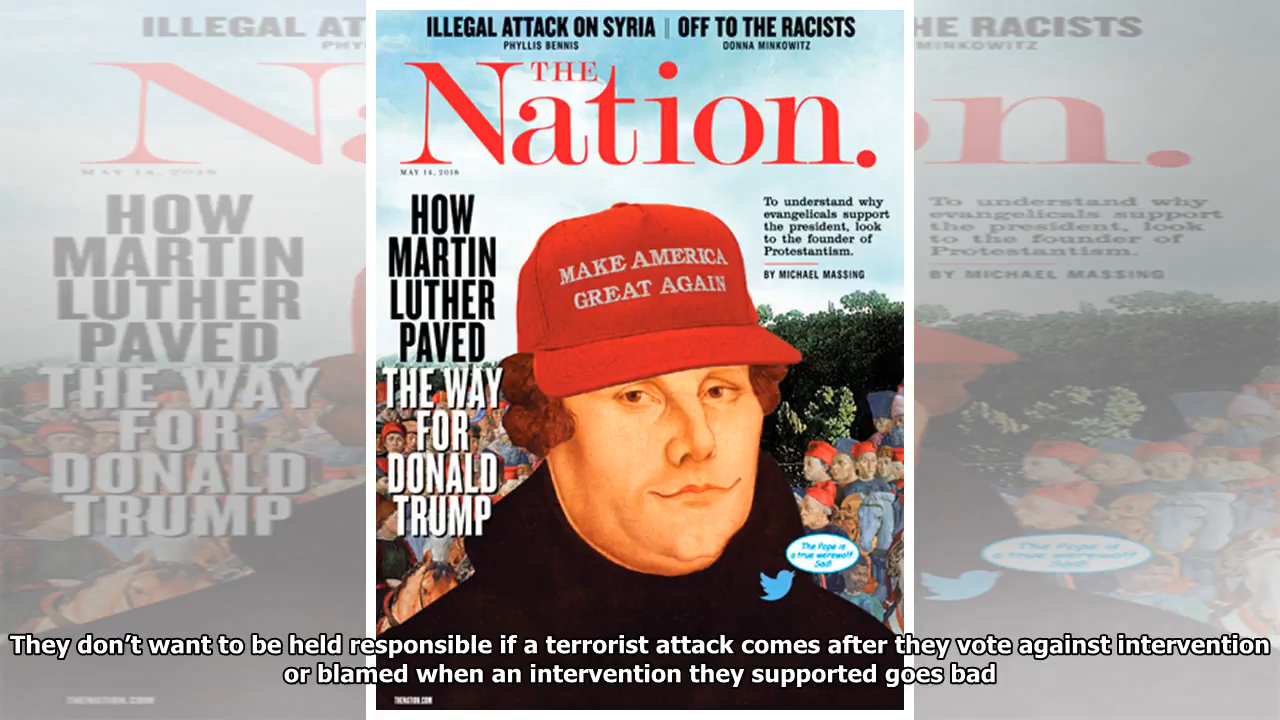 ILLEGAL ATTACK ON SYRIA | OFF TO THE RACISTS
PHYLLIS BENNIS DONNA MINKOWITZ
THE
Nation.
MAY 14, 2018
HOW
MARTIN
LUTHER
PAVED
THE WAY
FOR
DONALD
TRUMP
To understand why
evangelicals support
the president, look
to the founder of
Protestantism.
BY MICHAEL MASSING
MAKE AMERICA
GREAT AGAIN
The Pope is
a true werewolf
Sad!
They don’t want to be held responsible if a terrorist attack comes after they vote against intervention
or blamed when an intervention they supported goes bad
THENATION.COM